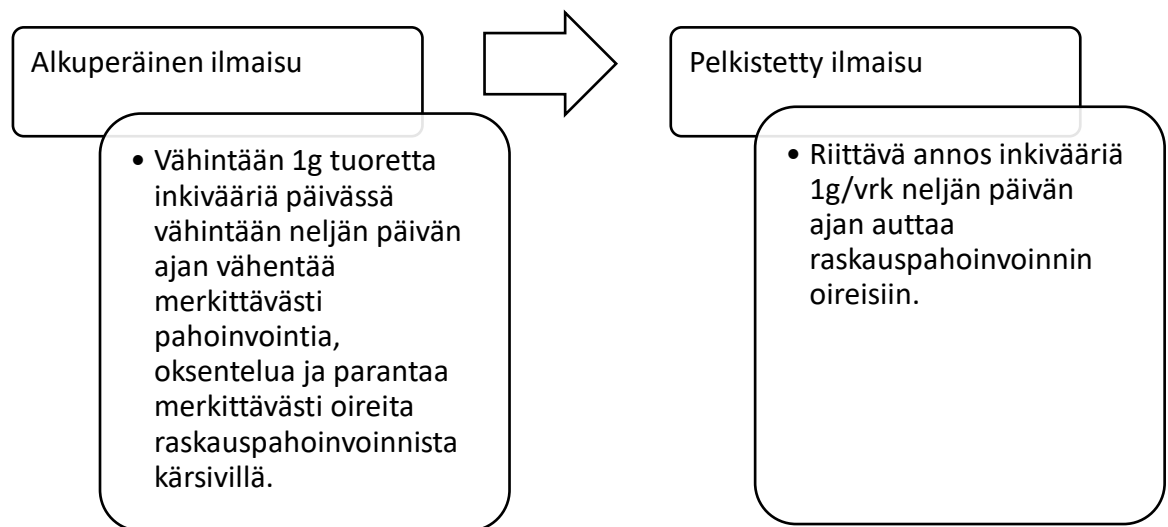 Alkuperäinen ilmaisu
• Vähintään 1g tuoretta
inkivääriä päivässä
vähintään neljän päivän
ajan vähentää
merkittävästi
pahoinvointia,
oksentelua ja parantaa
merkittävästi oireita
raskauspahoinvoinnista
kärsivillä.
Pelkistetty ilmaisu
• Riittävä annos inkivääriä
1g/vrk neljän päivän
ajan auttaa
raskauspahoinvoinnin
oireisiin.